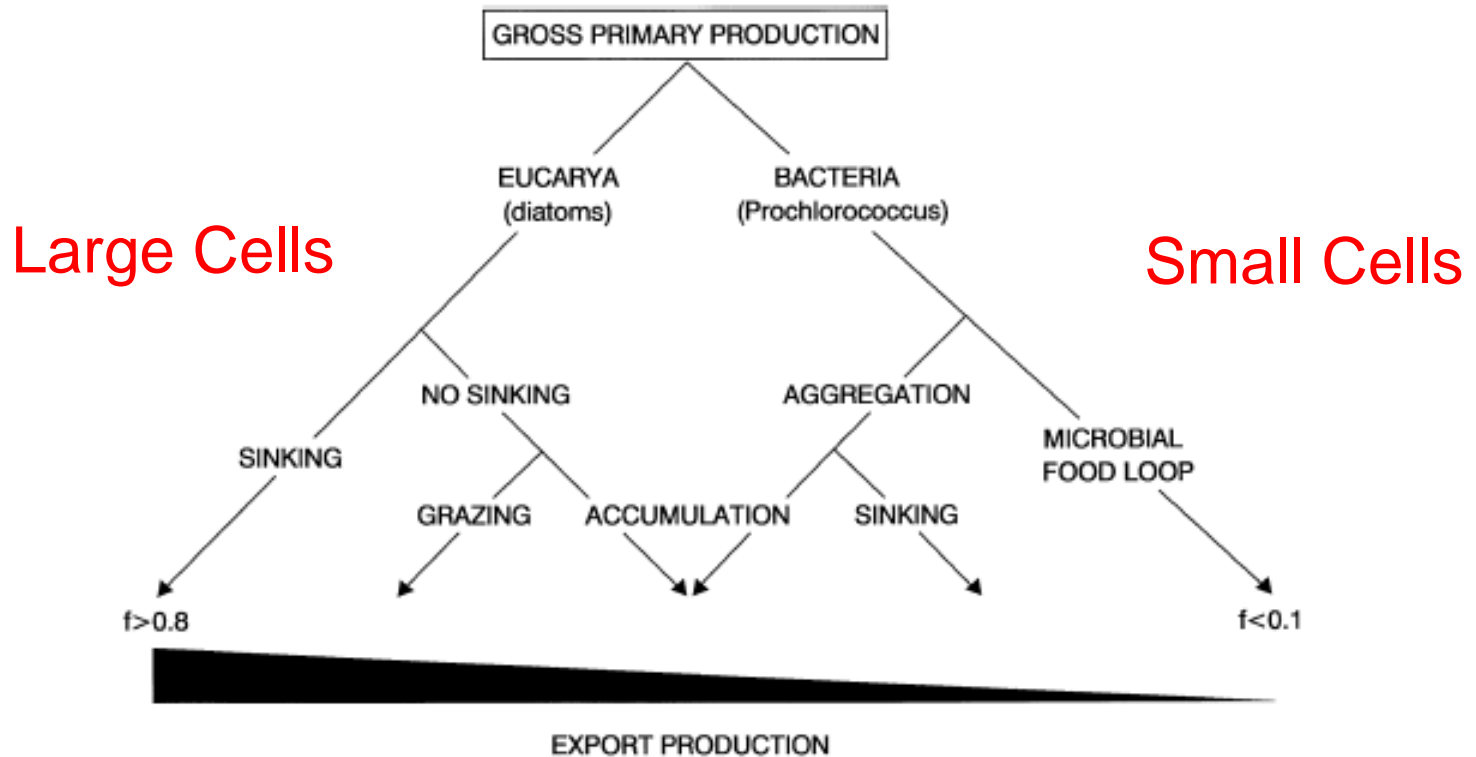 GROSS PRIMARY PRODUCTION
EUCARYA
(diatoms)
BACTERIA
(Prochlorococcus)
Large Cells
Small Cells
NO SINKING
AGGREGATION
SINKING
MICROBIAL
FOOD LOOP
GRAZING
ACCUMULATION
SINKING
f>0.8
f<0.1
EXPORT PRODUCTION